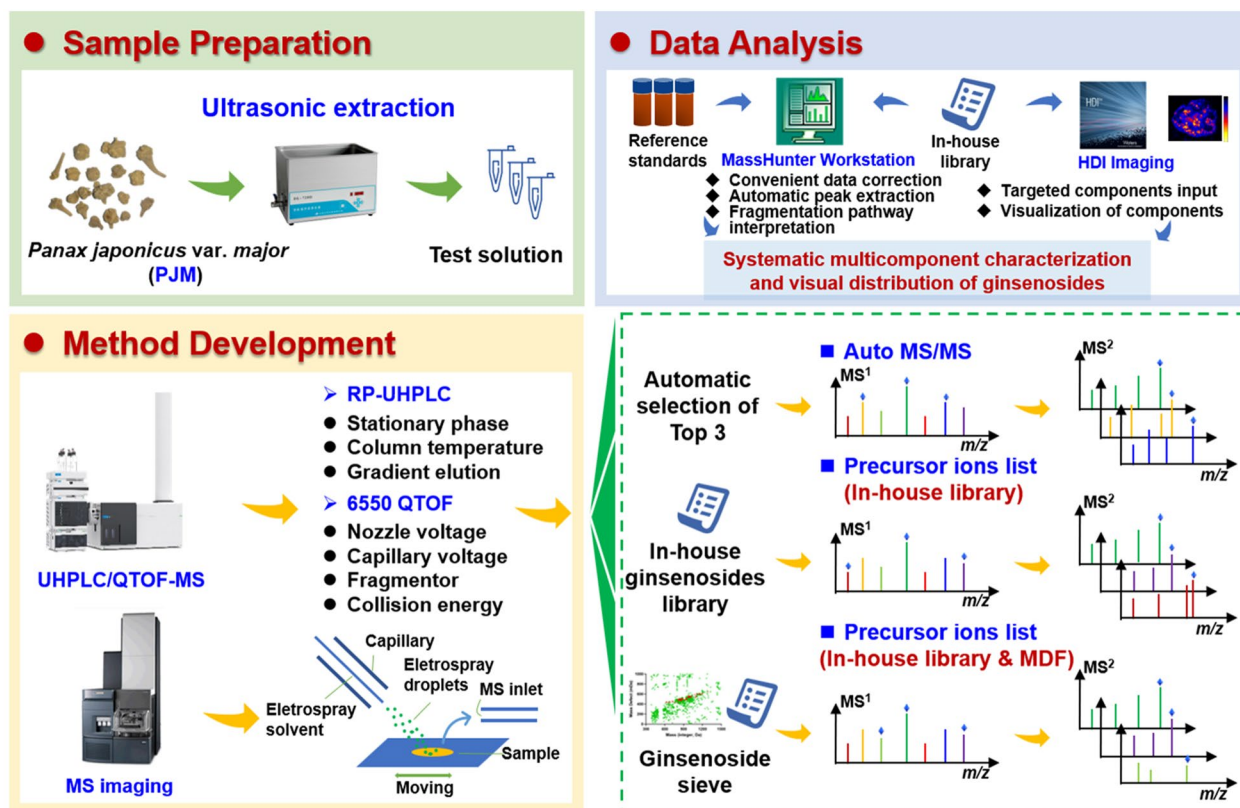 Sample Preparation
Ultrasonic extraction
Panax japonicus var. major
(PJM)
Test solution
Data Analysis
Reference
standards
MassHunter Workstation
In-house
library
HDI
HDI Imaging
Convenient data correction
Automatic peak extraction
Fragmentation pathway
interpretation
Targeted components input
Visualization of components
Systematic multicomponent characterization
and visual distribution of ginsenosides
Method Development
UHPLC/QTOF-MS
RP-UHPLC
Stationary phase
Column temperature
Gradient elution
6550 QTOF
Nozzle voltage
Capillary voltage
Fragmentor
Collision energy
MS imaging
Capillary
Eletrospray
droplets
MS inlet
Eletrospray
solvent
Sample
Moving
Automatic
selection of
Top 3
Auto MS/MS
MS1
m/z
MS2
m/z
In-house
ginsenosides
library
Precursor ions list
(In-house library)
MS1
m/z
MS2
m/z
Ginsenoside
sieve
Precursor ions list
(In-house library & MDF)
MS1
m/z
MS2
m/z